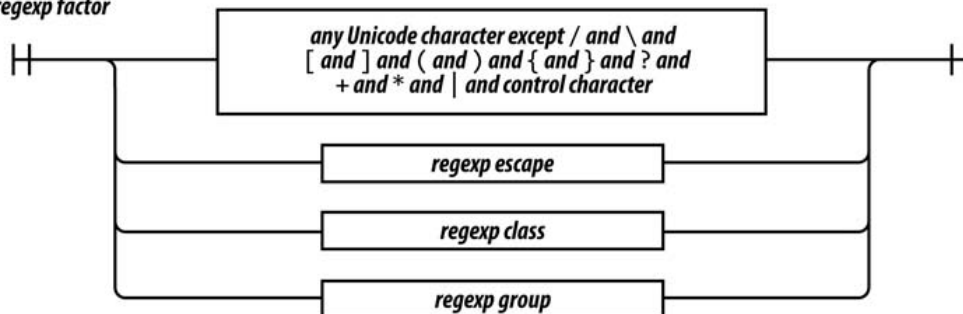 regexp factor
any Unicode character except / and \ and
[ and ] and ( and ) and { and } and ? and
+ and * and | and control character
regexp escape
regexp class
regexp group